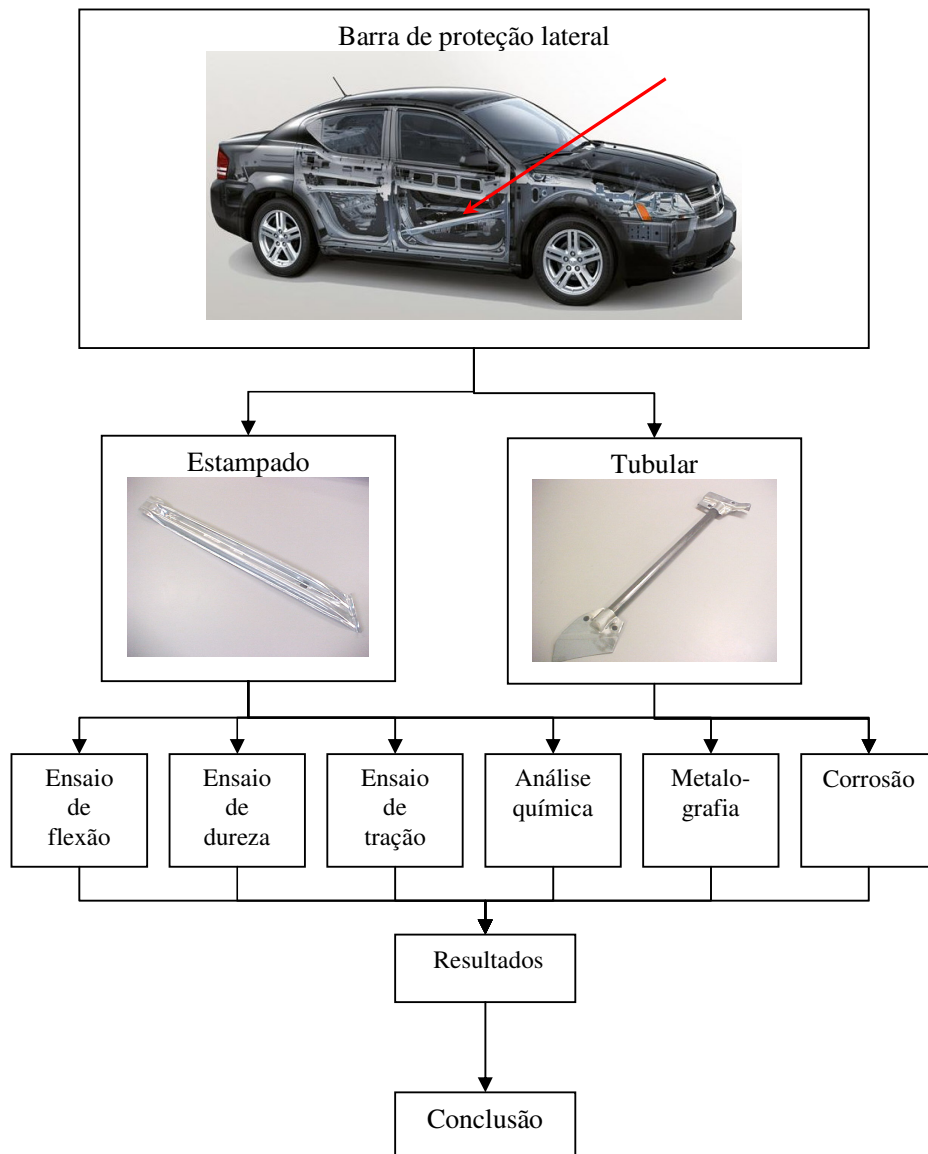 Barra de proteção lateral
Estampado
Tubular
Ensaio
de
flexão
Ensaio
de
dureza
Ensaio
de
tração
Análise
química
Metalo-
grafia
Corrosão
Resultados
Conclusão